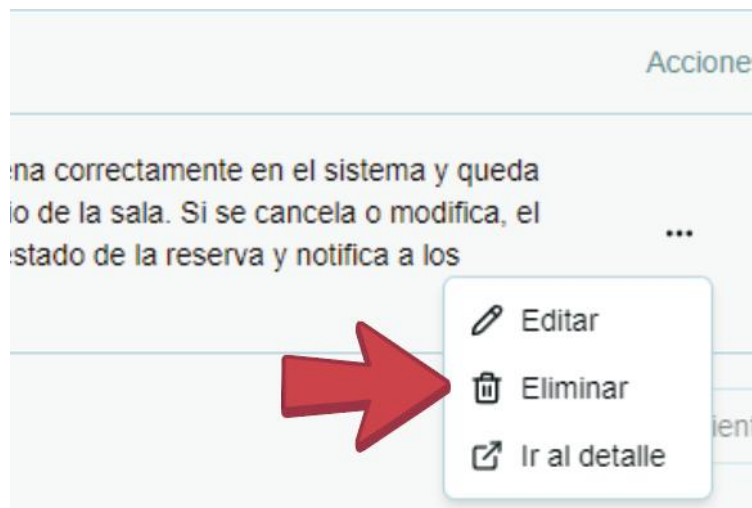 Accione
ena correctamente en el sistema y queda
io de la sala. Si se cancela o modifica, el
estado de la reserva y notifica a los
...
Editar
Eliminar
ient
Ir al detalle